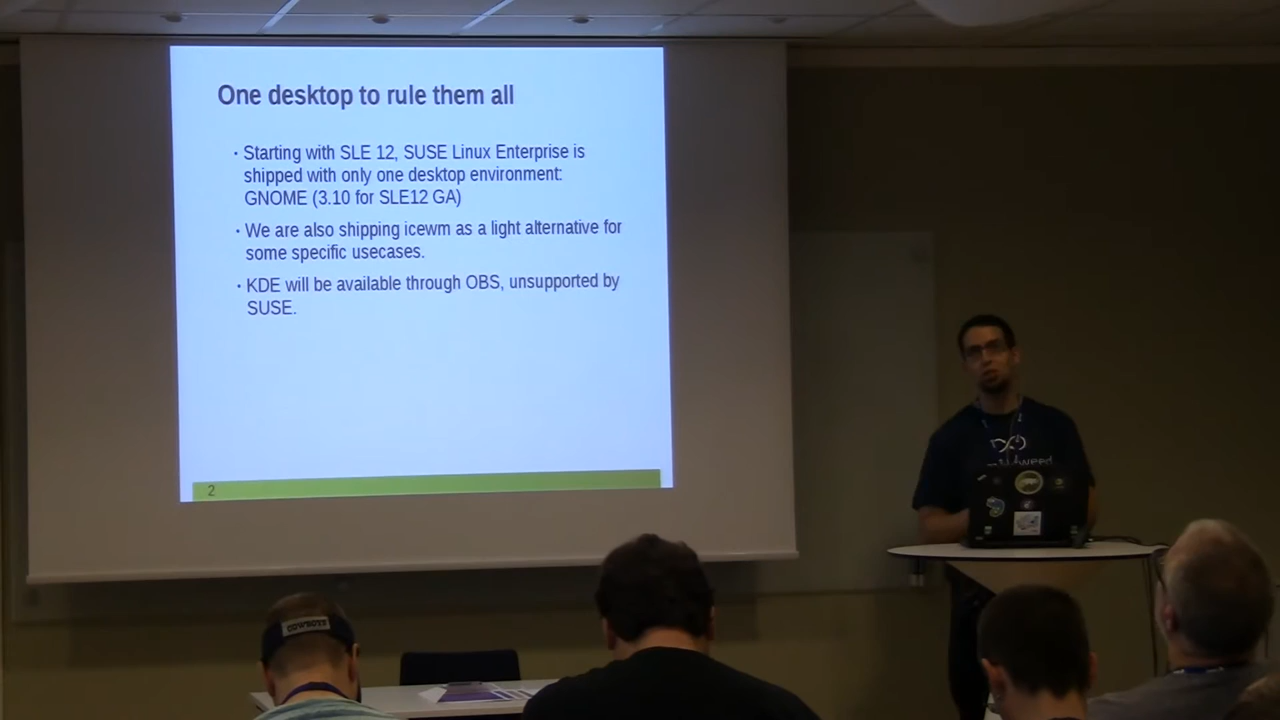 One desktop to rule them all
· Starting with SLE 12, SUSE Linux Enterprise is
shipped with only one desktop environment:
GNOME (3.10 for SLE12 GA)
· We are also shipping icewm as a light alternative for
some specific usecases.
· KDE will be available through OBS, unsupported by
SUSE.
2
COWBOYS